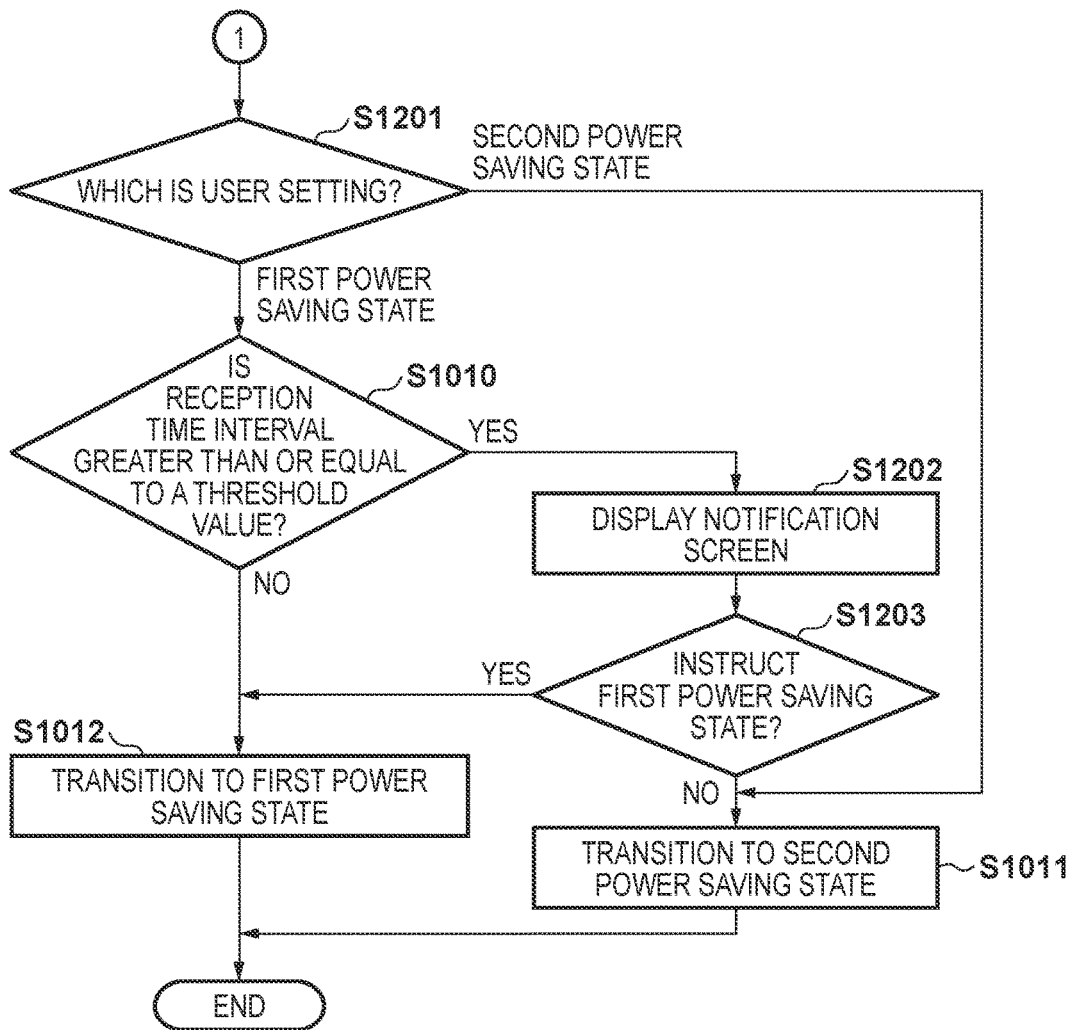 1
S1201
SECOND POWER
SAVING STATE
WHICH IS USER SETTING?
FIRST POWER
SAVING STATE
IS
RECEPTION
TIME INTERVAL
GREATER THAN OR EQUAL
TO A THRESHOLD
VALUE?
S1010
YES
NO
S1202
DISPLAY NOTIFICATION
SCREEN
S1203
INSTRUCT
FIRST POWER SAVING
STATE?
YES
NO
S1012
TRANSITION TO FIRST POWER
SAVING STATE
TRANSITION TO SECOND
POWER SAVING STATE
S1011
END